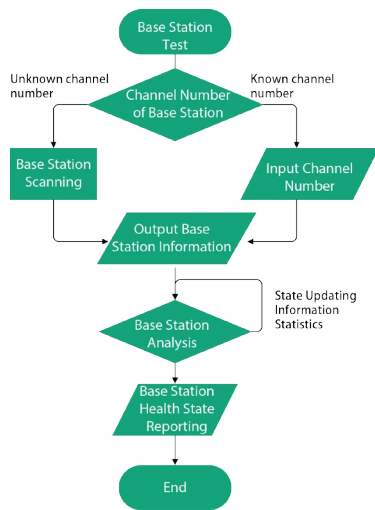 Base Station
Test
Unknown channel
number
Known channel
number
Channel Number
of Base Station
Base Station
Scanning
Input Channel
Number
Output Base
Station Information
State Updating
Information
Statistics
Base Station
Analysis
Base Station
Health State
Reporting
End